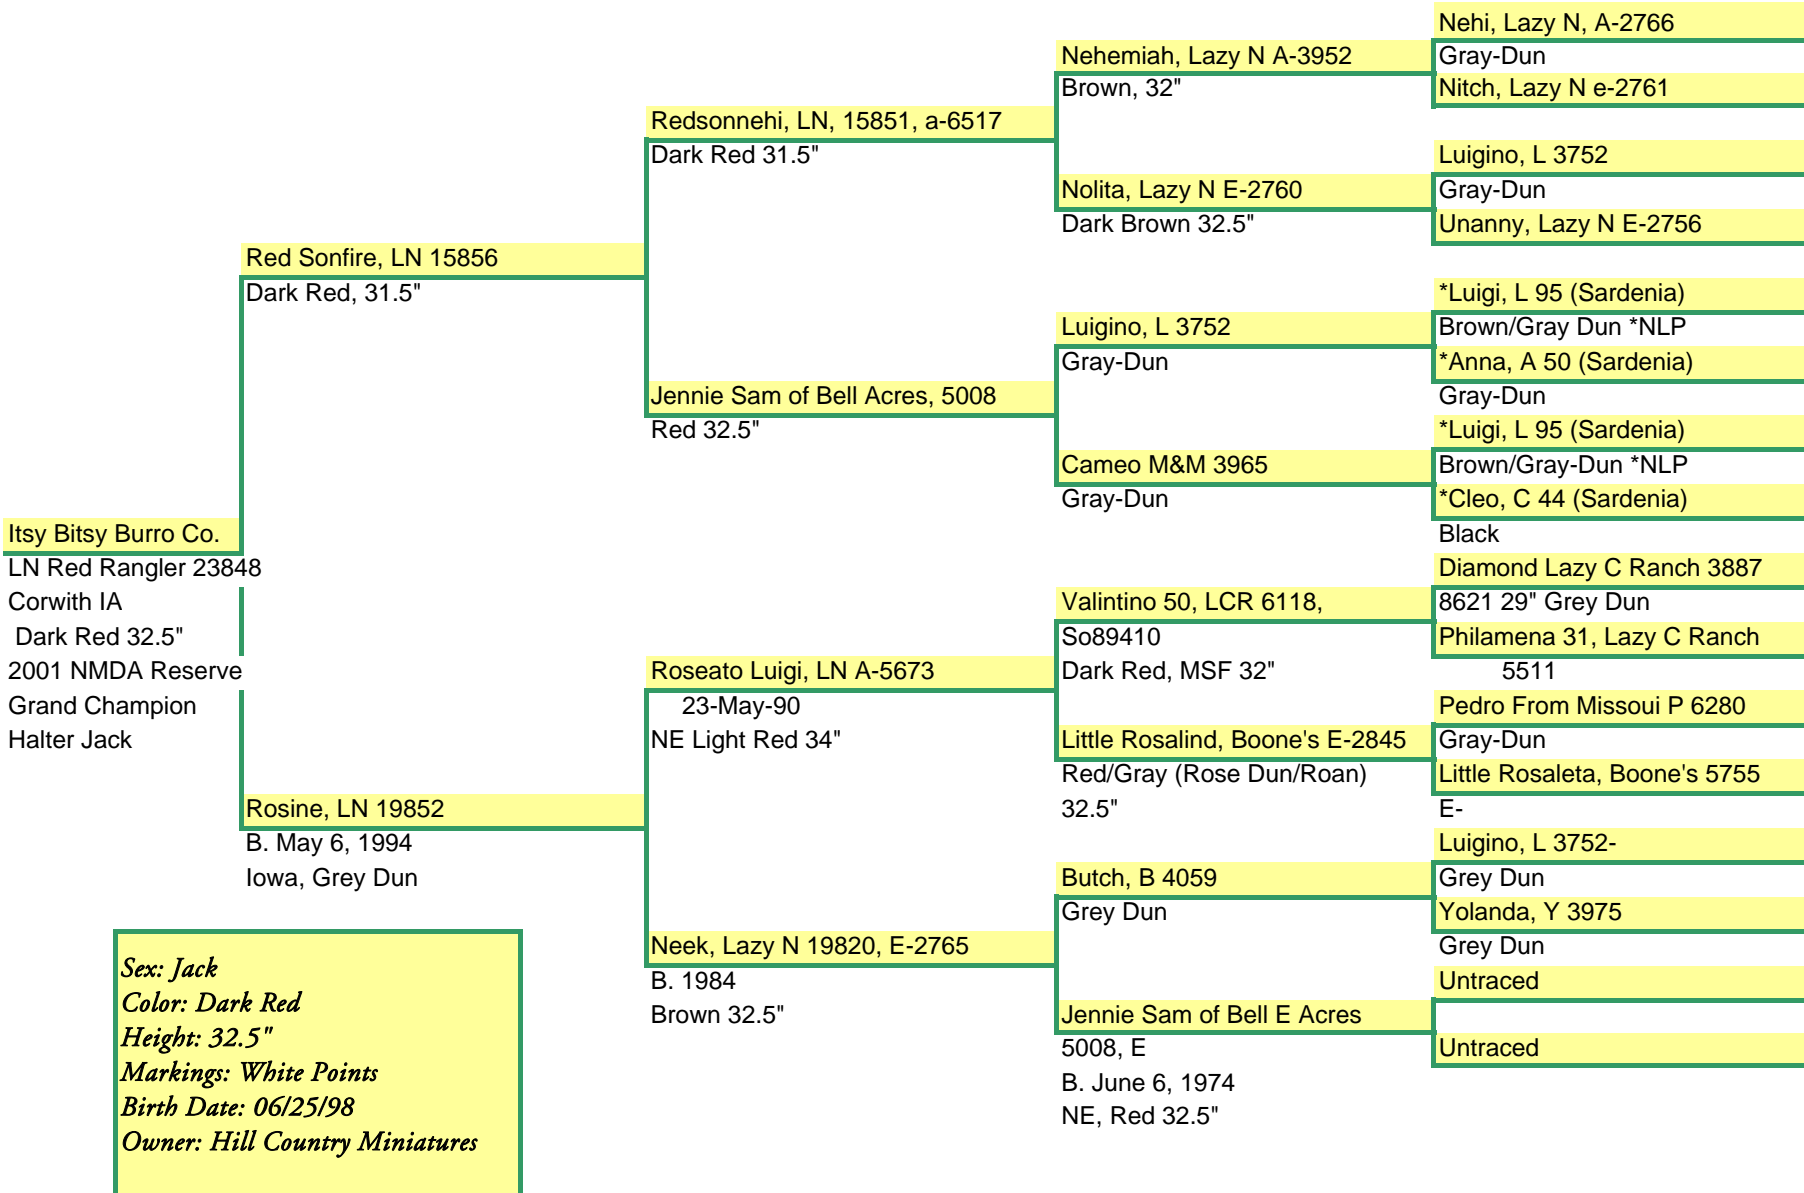 Itsy Bitsy Burro Co.
LN Red Rangler 23848
Corwith IA
Dark Red 32.5"
2001 NMDA Reserve
Grand Champion
Halter Jack
Red Sonfire, LN 15856
Dark Red, 31.5"
Rosine, LN 19852
B. May 6, 1994
Iowa, Grey Dun
Redsonnehi, LN, 15851, a-6517
Dark Red 31.5"
Jennie Sam of Bell Acres, 5008
Red 32.5"
Roseato Luigi, LN A-5673
23-May-90
NE Light Red 34"
Neek, Lazy N 19820, E-2765
B. 1984
Brown 32.5"
Nehemiah, Lazy N A-3952
Brown, 32"
Nolita, Lazy N E-2760
Dark Brown 32.5"
Luigino, L 3752
Gray-Dun
Cameo M&M 3965
Gray-Dun
Valintino 50, LCR 6118,
So89410
Dark Red, MSF 32"
Little Rosalind, Boone's E-2845
Red/Gray (Rose Dun/Roan)
32.5"
Butch, B 4059
Grey Dun
Jennie Sam of Bell E Acres
5008, E
B. June 6, 1974
NE, Red 32.5"
Nehi, Lazy N, A-2766
Gray-Dun
Nitch, Lazy N e-2761
Luigino, L 3752
Gray-Dun
Unanny, Lazy N E-2756
*Luigi, L 95 (Sardenia)
Brown/Gray Dun *NLP
*Anna, A 50 (Sardenia)
Gray-Dun
*Luigi, L 95 (Sardenia)
Brown/Gray-Dun *NLP
*Cleo, C 44 (Sardenia)
Black
Diamond Lazy C Ranch 3887
8621 29" Grey Dun
Philamena 31, Lazy C Ranch
5511
Pedro From Missoui P 6280
Gray-Dun
Little Rosaleta, Boone's 5755
E-
Luigino, L 3752-
Grey Dun
Yolanda, Y 3975
Grey Dun
Untraced
Untraced
Sex: Jack
Color: Dark Red
Height: 32.5"
Markings: White Points
Birth Date: 06/25/98
Owner: Hill Country Miniatures